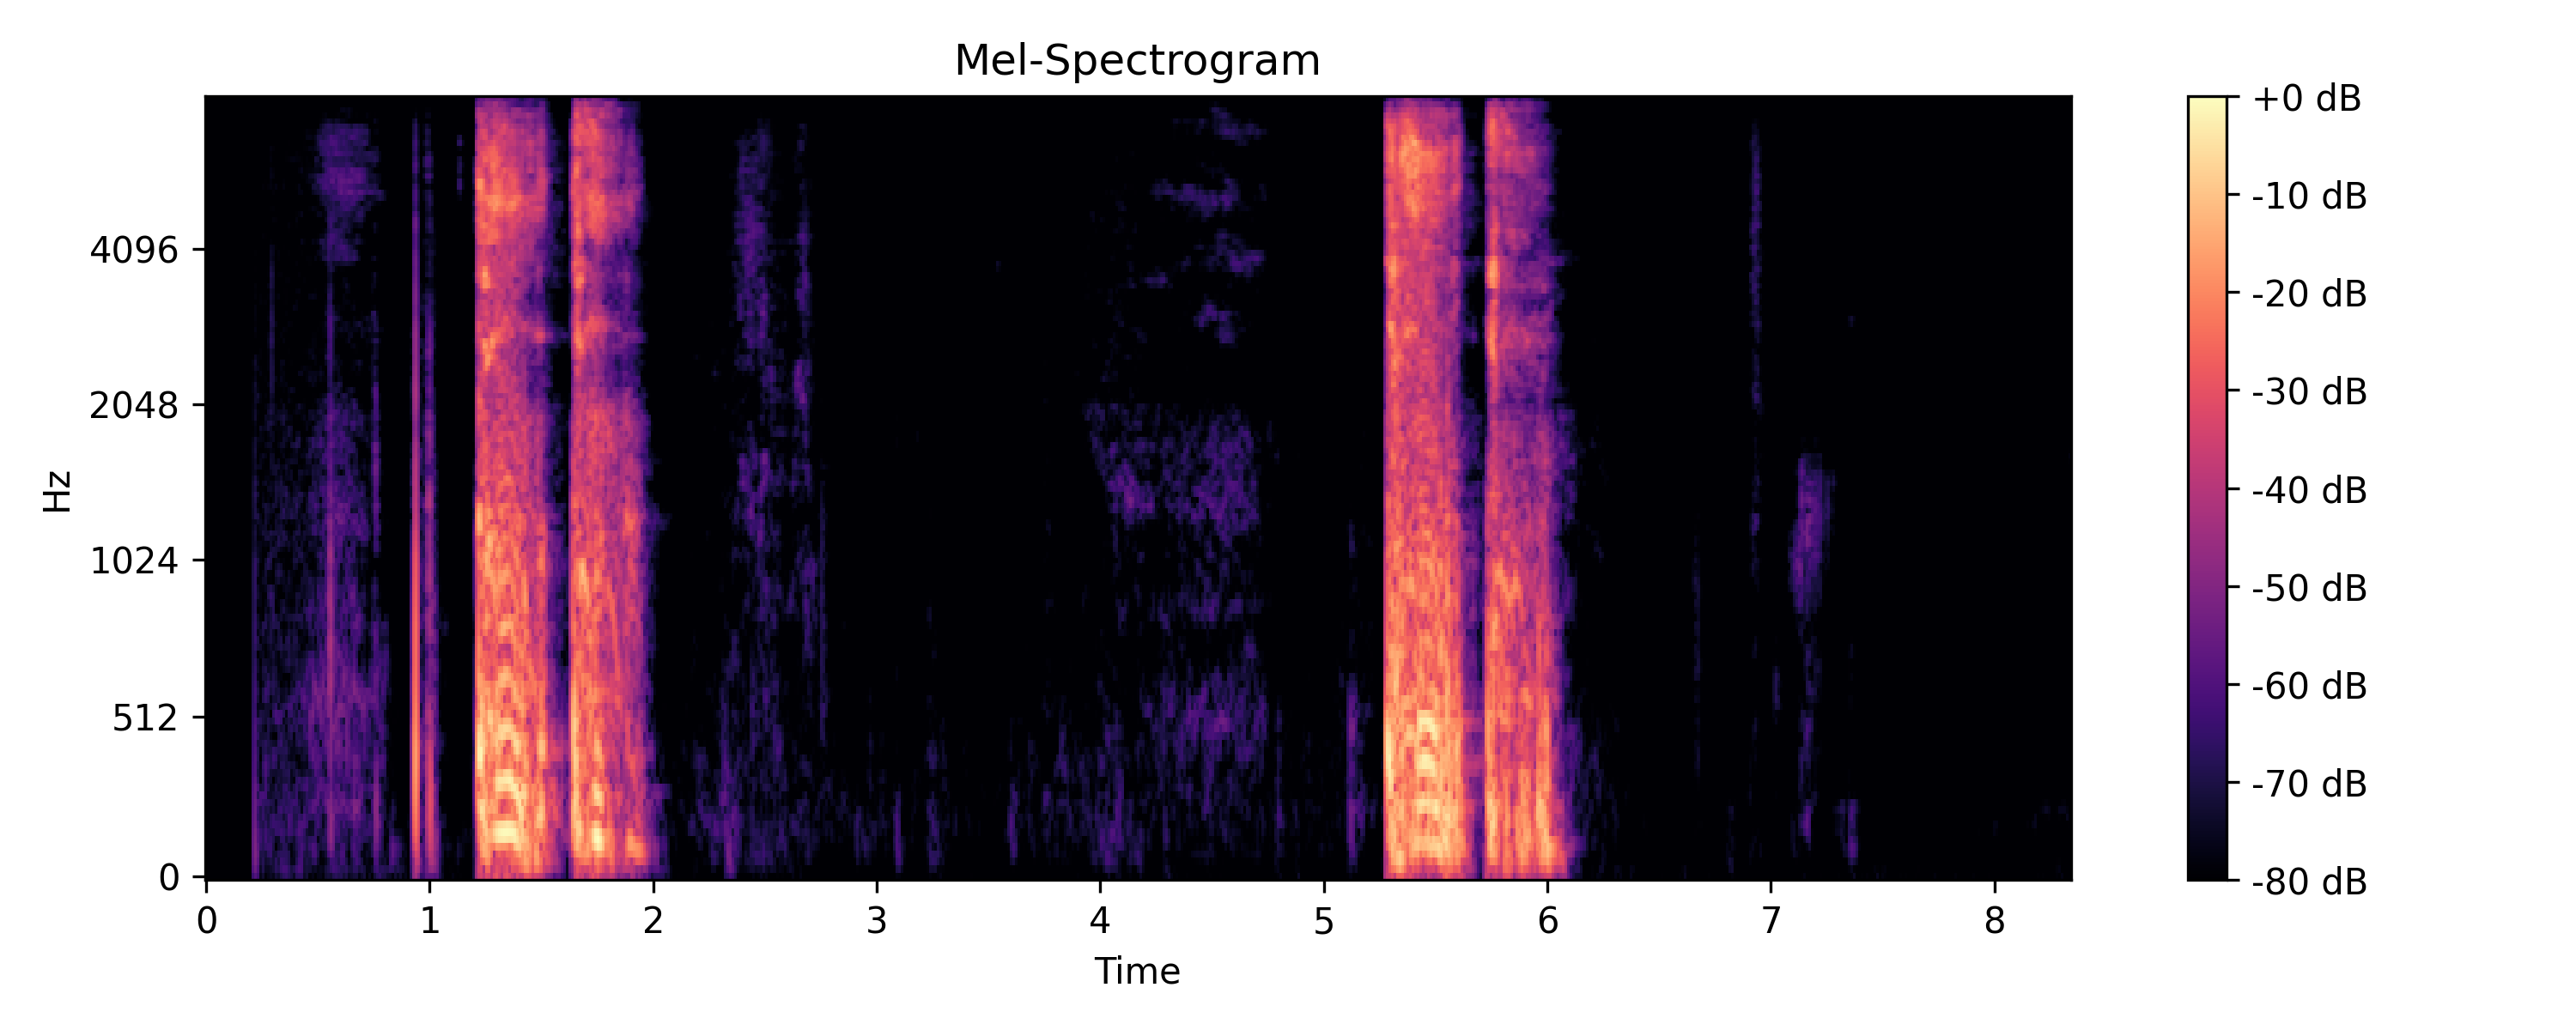 Mel-Spectrogram
+0 dB
-10 dB
-20 dB
-30 dB
-40 dB
-50 dB
-60 dB
-70 dB
-80 dB
Hz
4096
2048
1024
512
0
0 1 2 3 4 5 6 7 8
Time